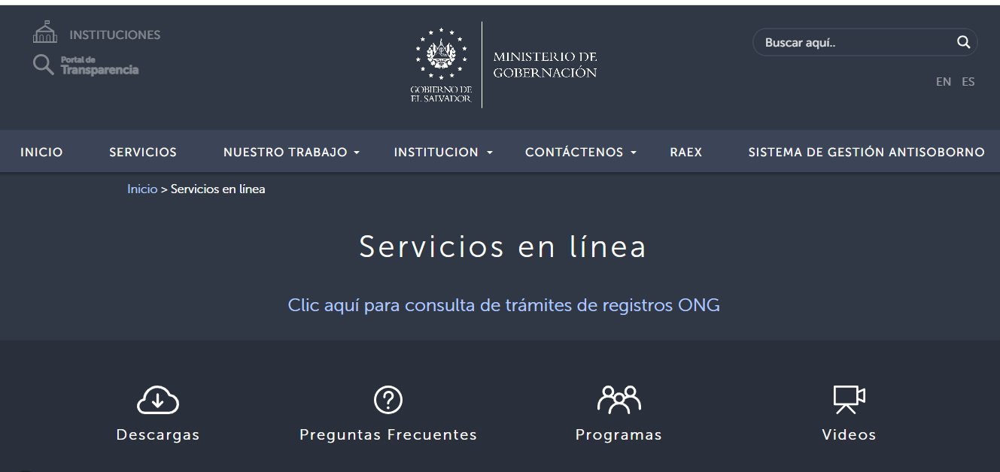 INSTITUCIONES
Portal de
Transparencia
GOBIERNO DE
EL SALVADOR
MINISTERIO DE
GOBERNACIÓN
Buscar aquí..
EN ES
INICIO SERVICIOS NUESTRO TRABAJO INSTITUCION CONTÁCTENOS RAEX SISTEMA DE GESTIÓN ANTISOBORNO
Inicio > Servicios en línea
Servicios en línea
Clic aquí para consulta de trámites de registros ONG
Descargas Preguntas Frecuentes Programas Videos